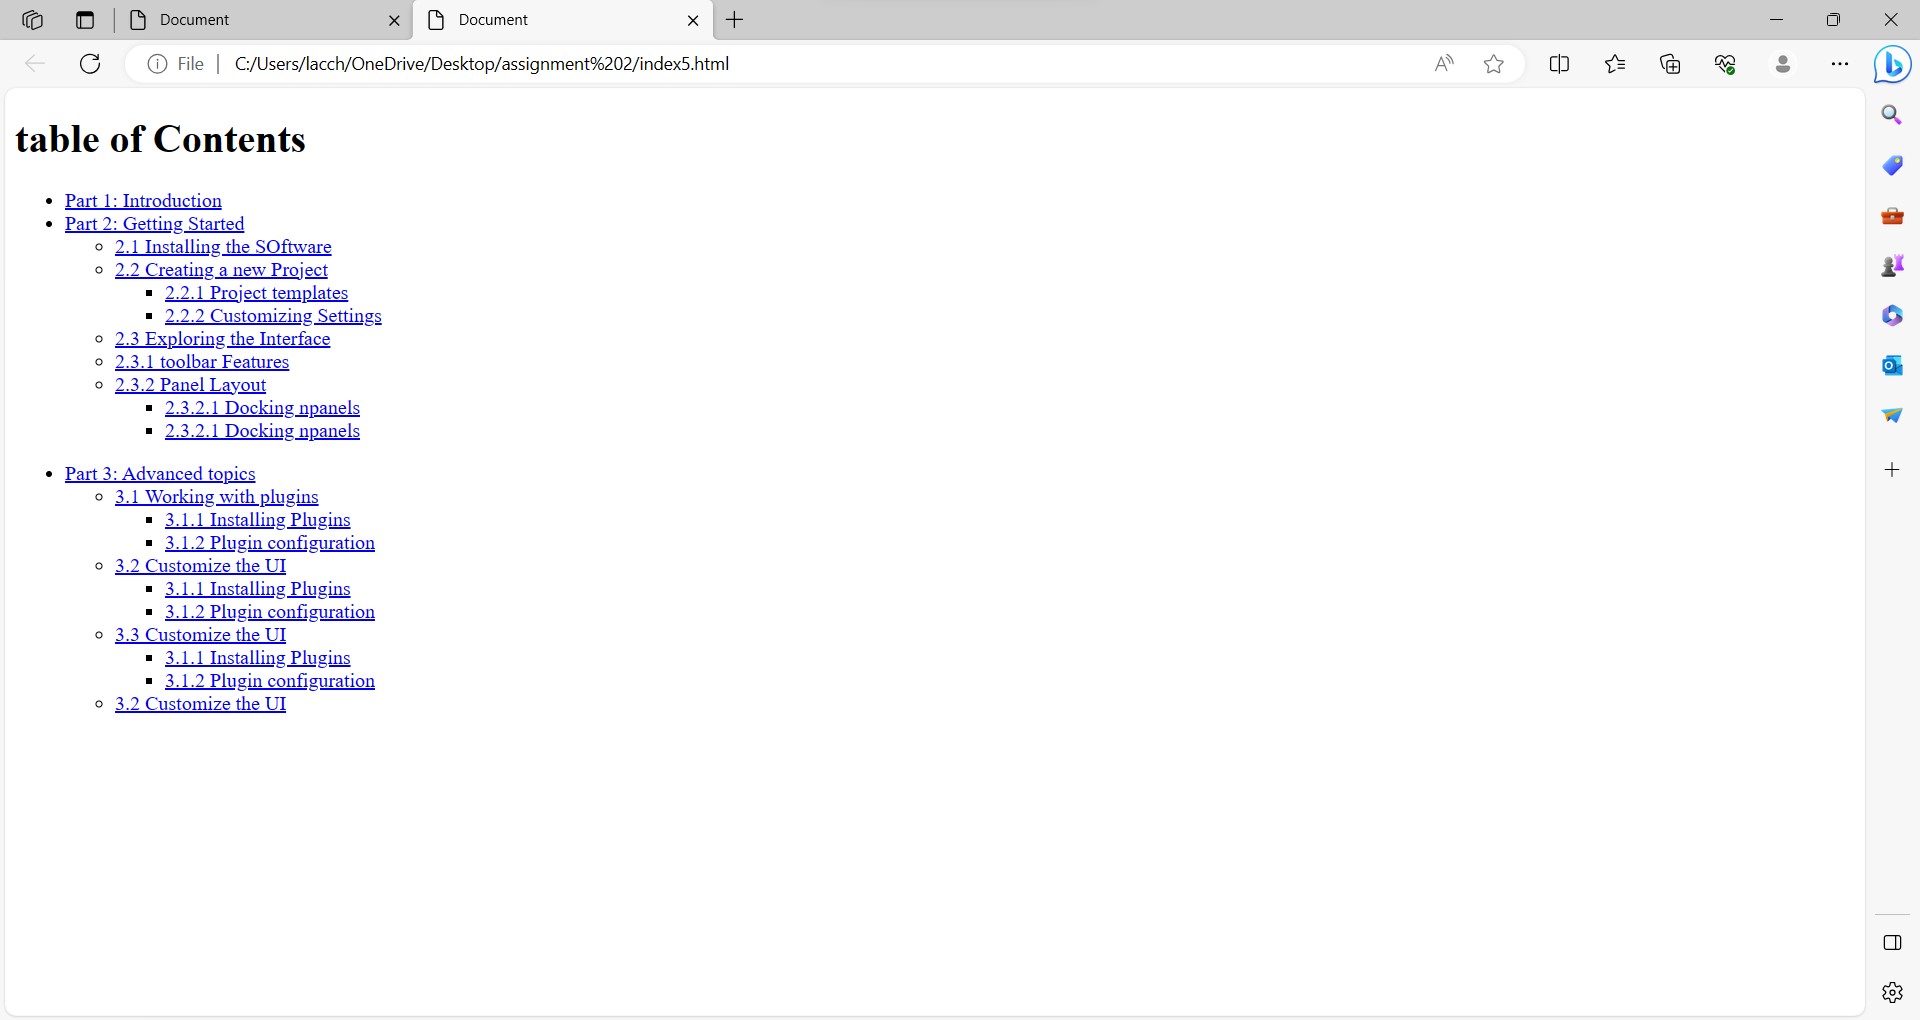 Document
Document
File
C:/Users/lacch/OneDrive/Desktop/assignment%202/index5.html
table of Contents
Part 1: Introduction
Part 2: Getting Started
2.1 Installing the SOftware
2.2 Creating a new Project
2.2.1 Project templates
2.2.2 Customizing Settings
2.3 Exploring the Interface
2.3.1 toolbar Features
2.3.2 Panel Layout
2.3.2.1 Docking npanels
2.3.2.1 Docking npanels
Part 3: Advanced topics
3.1 Working with plugins
3.1.1 Installing Plugins
3.1.2 Plugin configuration
3.2 Customize the UI
3.1.1 Installing Plugins
3.1.2 Plugin configuration
3.3 Customize the UI
3.1.1 Installing Plugins
3.1.2 Plugin configuration
3.2 Customize the UI